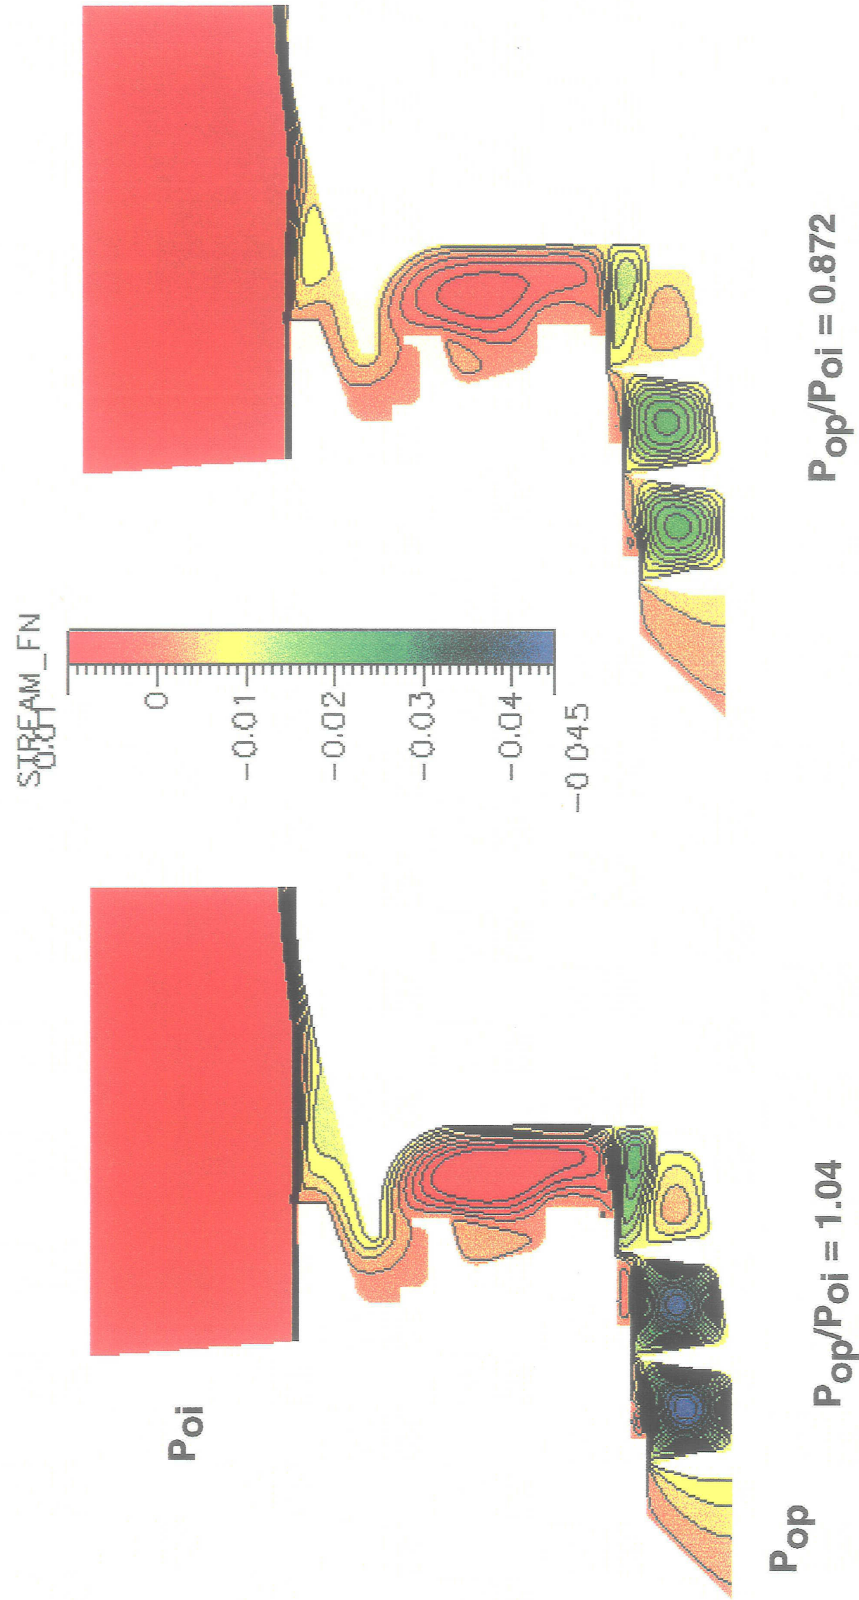 STREAM_FN
0.01
0
-0.01
-0.02
-0.03
-0.04
-0.045
Poi
Pop
Pop/Poi = 1.04
Pop/Poi = 0.872